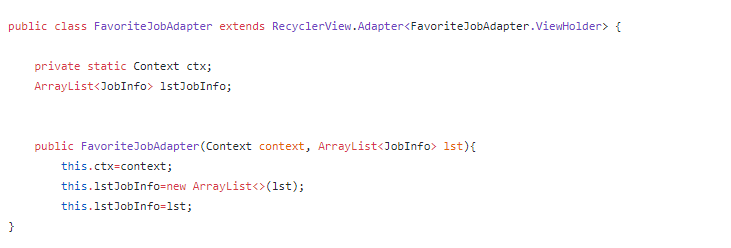 public class FavoriteJobAdapter extends RecyclerView.Adapter<FavoriteJobAdapter.ViewHolder> {
private static Context ctx;
ArrayList<JobInfo> lstJobInfo;
public FavoriteJobAdapter(Context context, ArrayList<JobInfo> lst){
this.ctx=context;
this.lstJobInfo=new ArrayList<>(lst);
this.lstJobInfo=lst;
}